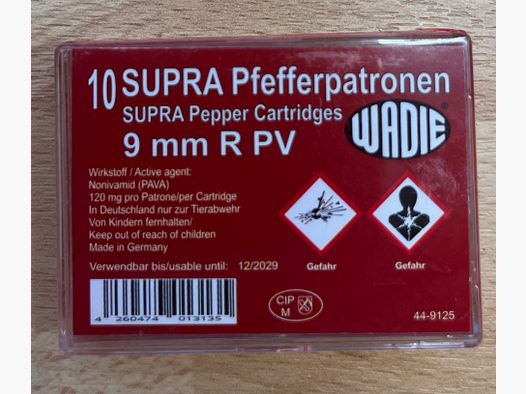 10 SUPRA Pfefferpatronen
SUPRA Pepper Cartridges
9 mm R PV
WADIE
®
Wirkstoff / Active agent:
Nonivamid (PAVA)
120 mg pro Patrone/per Cartridge
In Deutschland nur zur Tierabwehr
Von Kindern fernhalten/
Keep out of reach of children
Made in Germany
Verwendbar bis/usable until: 12/2029
Gefahr
Gefahr
4 260474 013135
CIP
M
44-9125